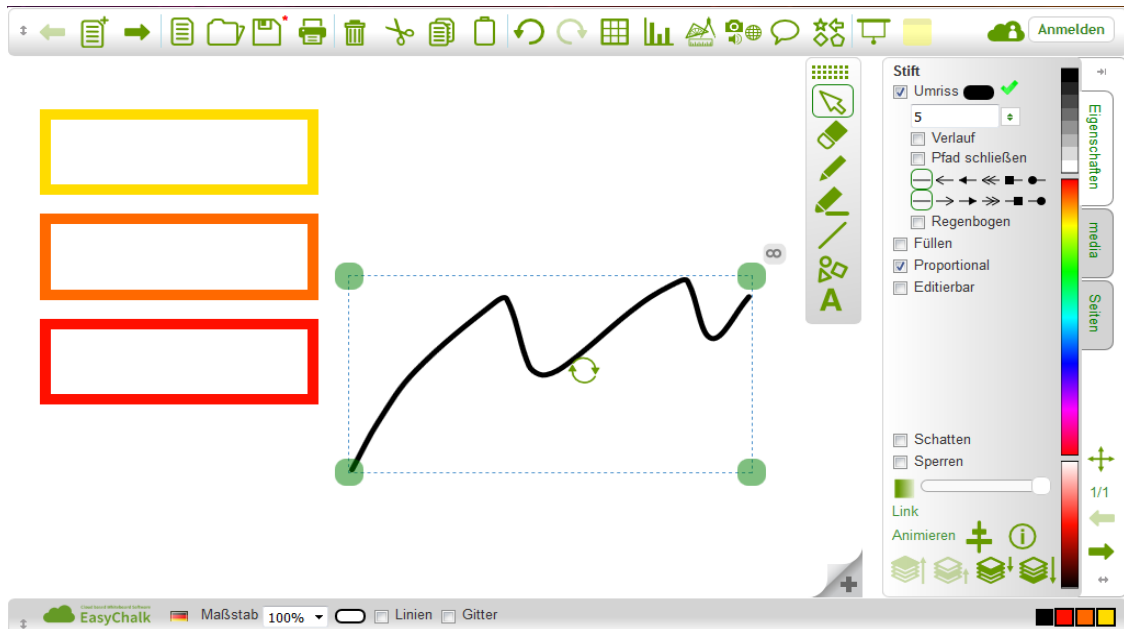 Anmelden
Stift
Umriss
5
Verlauf
Pfad schließen
Regenbogen
Füllen
Proportional
Editierbar
Schatten
Sperren
Link
Animieren
Eigenschaften
media
Seiten
1/1
A
EasyChalk
Maßstab 100%
Linien
Gitter